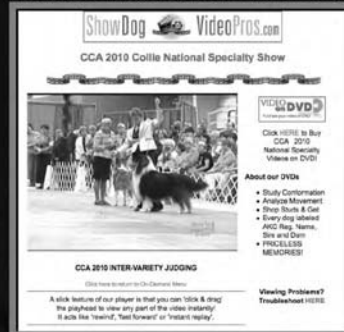 ShowDog VideoPros.com
CCA 2010 Collie National Specialty Show
VIDEO
on DVD
Click HERE to Buy
CCA 2010
National Specialty
Videos on DVD!
About our DVDs
• Study Conformation
• Analyze Movement
• Shop Studs & Get
• Every dog labeled
AKC Reg. Name,
Sire and Dam
• PRICELESS
MEMORIES!
CCA 2010 INTER-VARIETY JUDGING
Click here to return to On-Demand Menu
A slick feature of our player is that you can 'click & drag'
the playhead to view any part of the video instantly!
It acts like 'rewind', 'fast forward' or 'instant replay'.
Viewing Problems?
Troubleshoot HERE